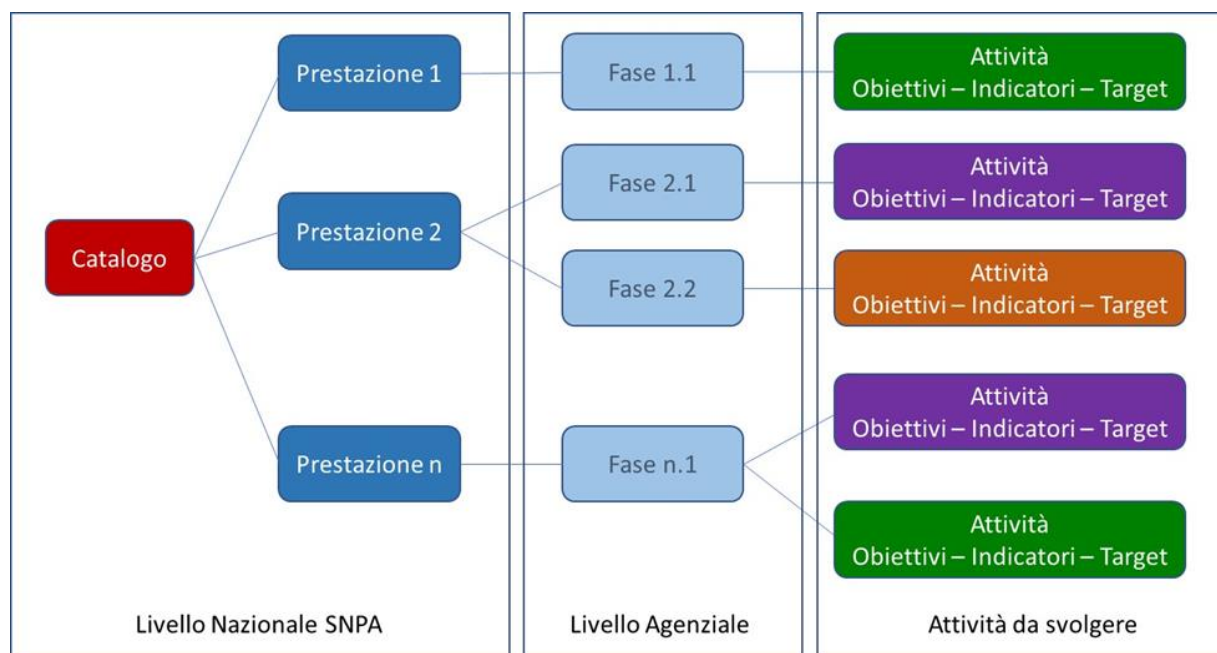 Catalogo
Prestazione 1
Prestazione 2
Prestazione n
Livello Nazionale SNPA
Fase 1.1
Fase 2.1
Fase 2.2
Fase n.1
Livello Agenziale
Attività
Obiettivi – Indicatori – Target
Attività
Obiettivi – Indicatori – Target
Attività
Obiettivi – Indicatori – Target
Attività
Obiettivi – Indicatori – Target
Attività
Obiettivi – Indicatori – Target
Attività da svolgere